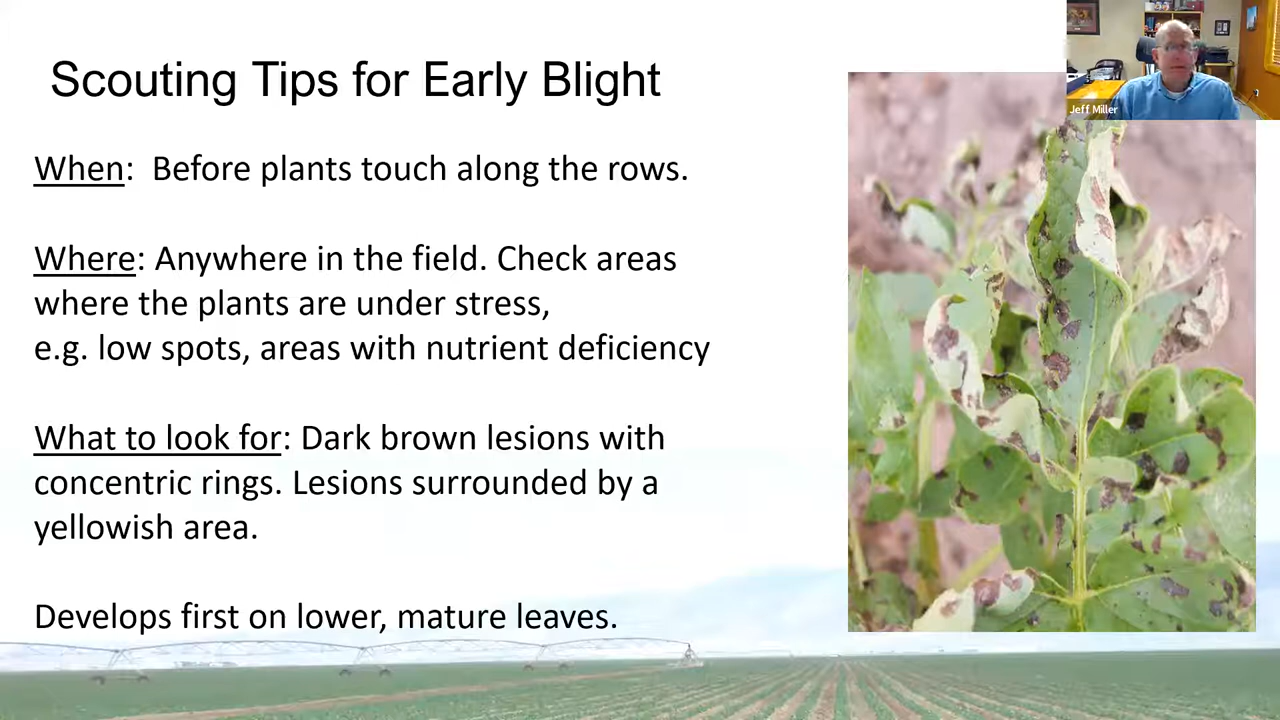 Scouting Tips for Early Blight
When: Before plants touch along the rows.
Where: Anywhere in the field. Check areas
where the plants are under stress,
e.g. low spots, areas with nutrient deficiency
What to look for: Dark brown lesions with
concentric rings. Lesions surrounded by a
yellowish area.
Develops first on lower, mature leaves.
Jeff Miller